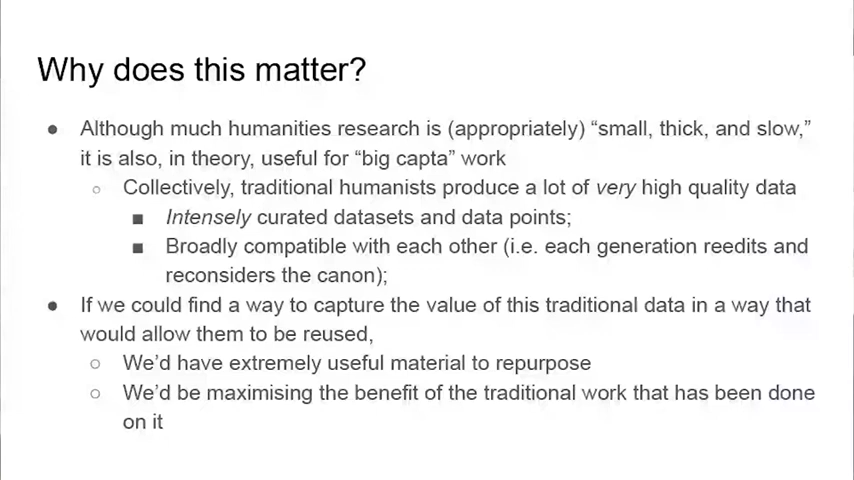 Why does this matter?
● Although much humanities research is (appropriately) “small, thick, and slow,”
it is also, in theory, useful for “big capta” work
○ Collectively, traditional humanists produce a lot of very high quality data
■ Intensely curated datasets and data points;
■ Broadly compatible with each other (i.e. each generation reedits and
reconsiders the canon);
● If we could find a way to capture the value of this traditional data in a way that
would allow them to be reused,
○ We’d have extremely useful material to repurpose
○ We’d be maximising the benefit of the traditional work that has been done
on it